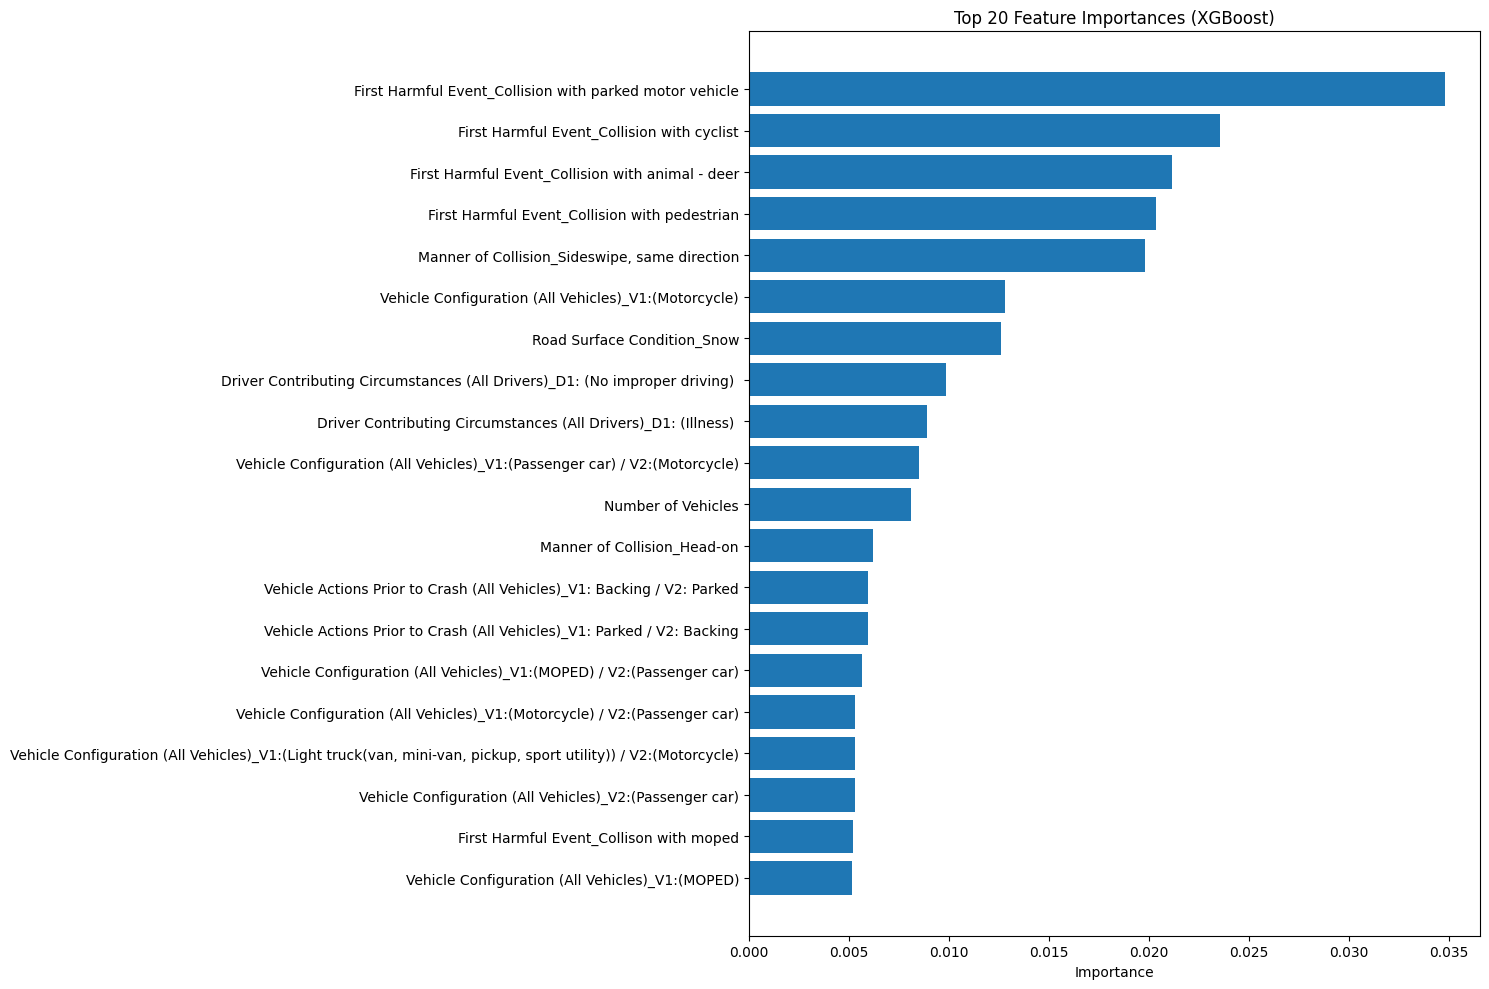 Top 20 Feature Importances (XGBoost)
First Harmful Event_Collision with parked motor vehicle
First Harmful Event_Collision with cyclist
First Harmful Event_Collision with animal - deer
First Harmful Event_Collision with pedestrian
Manner of Collision_Sideswipe, same direction
Vehicle Configuration (All Vehicles)_V1:(Motorcycle)
Road Surface Condition_Snow
Driver Contributing Circumstances (All Drivers)_D1: (No improper driving)
Driver Contributing Circumstances (All Drivers)_D1: (Illness)
Vehicle Configuration (All Vehicles)_V1:(Passenger car) / V2:(Motorcycle)
Number of Vehicles
Manner of Collision_Head-on
Vehicle Actions Prior to Crash (All Vehicles)_V1: Backing / V2: Parked
Vehicle Actions Prior to Crash (All Vehicles)_V1: Parked / V2: Backing
Vehicle Configuration (All Vehicles)_V1:(MOPED) / V2:(Passenger car)
Vehicle Configuration (All Vehicles)_V1:(Motorcycle) / V2:(Passenger car)
Vehicle Configuration (All Vehicles)_V1:(Light truck(van, mini-van, pickup, sport utility)) / V2:(Motorcycle)
Vehicle Configuration (All Vehicles)_V2:(Passenger car)
First Harmful Event_Collison with moped
Vehicle Configuration (All Vehicles)_V1:(MOPED)
0.000 0.005 0.010 0.015 0.020 0.025 0.030 0.035
Importance